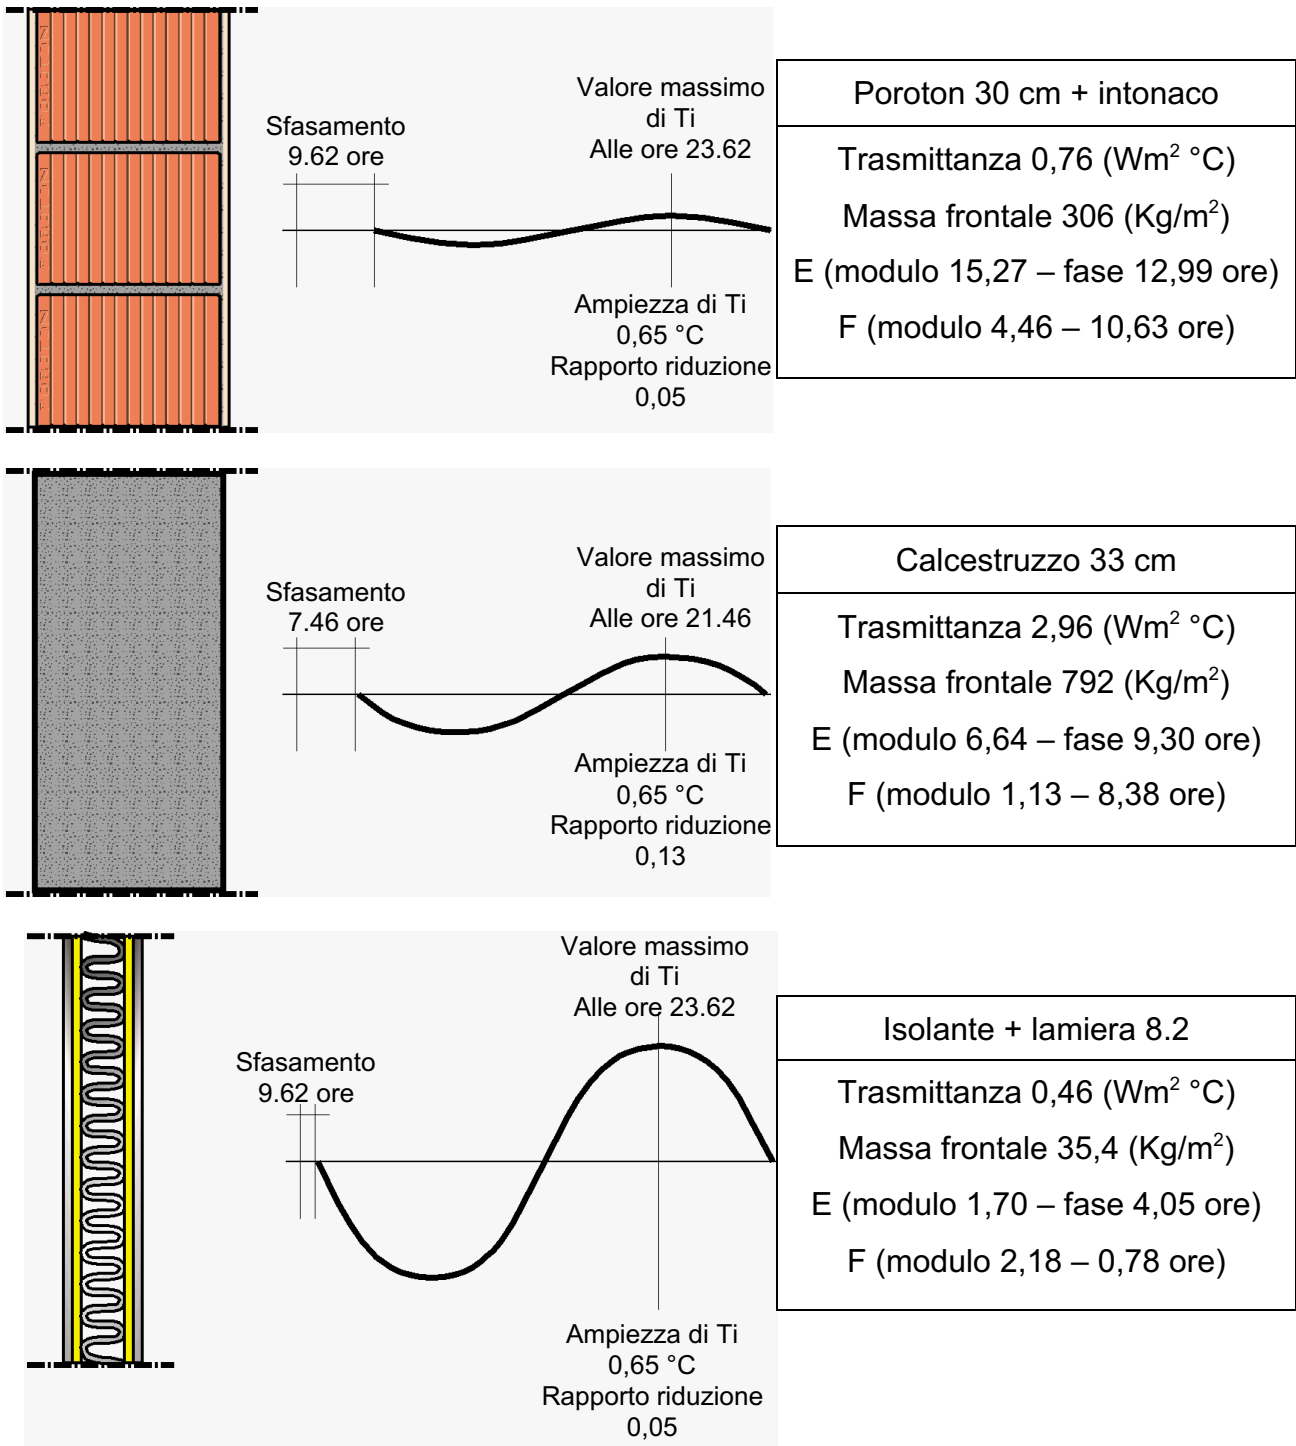 Sfasamento
9.62 ore
Valore massimo
di Ti
Alle ore 23.62
Ampiezza di Ti
0,65 °C
Rapporto riduzione
0,05
Poroton 30 cm + intonaco
Trasmittanza 0,76 (Wm² °C)
Massa frontale 306 (Kg/m²)
E (modulo 15,27 – fase 12,99 ore)
F (modulo 4,46 – 10,63 ore)
Sfasamento
7.46 ore
Valore massimo
di Ti
Alle ore 21.46
Ampiezza di Ti
0,65 °C
Rapporto riduzione
0,13
Calcestruzzo 33 cm
Trasmittanza 2,96 (Wm² °C)
Massa frontale 792 (Kg/m²)
E (modulo 6,64 – fase 9,30 ore)
F (modulo 1,13 – 8,38 ore)
Sfasamento
9.62 ore
Valore massimo
di Ti
Alle ore 23.62
Ampiezza di Ti
0,65 °C
Rapporto riduzione
0,05
Isolante + lamiera 8.2
Trasmittanza 0,46 (Wm² °C)
Massa frontale 35,4 (Kg/m²)
E (modulo 1,70 – fase 4,05 ore)
F (modulo 2,18 – 0,78 ore)